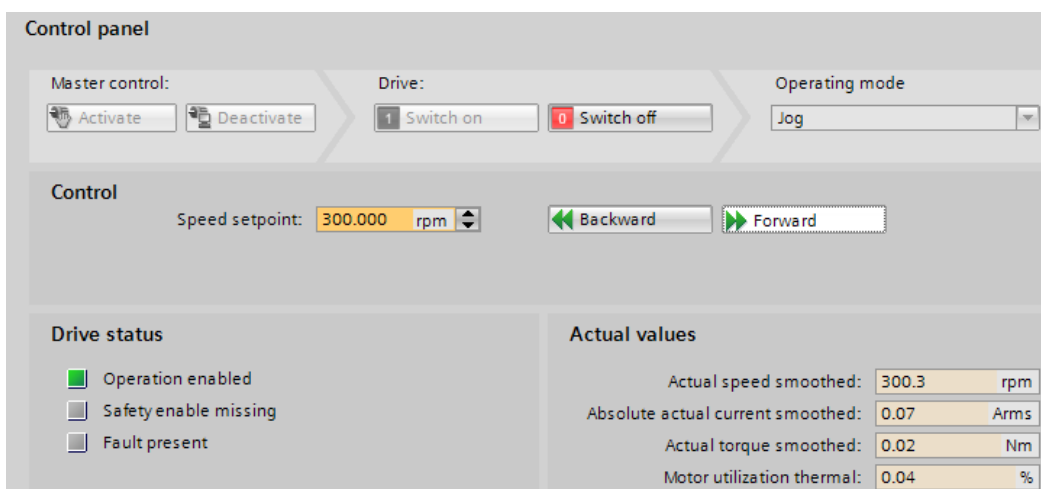 Control panel
Master control: Drive: Operating mode
Activate Deactivate 1 Switch on 0 Switch off Jog
Control
Speed setpoint: 300.000 rpm Backward Forward
Drive status Actual values
Operation enabled Actual speed smoothed: 300.3 rpm
Safety enable missing Absolute actual current smoothed: 0.07 Arms
Fault present Actual torque smoothed: 0.02 Nm
Motor utilization thermal: 0.04 %